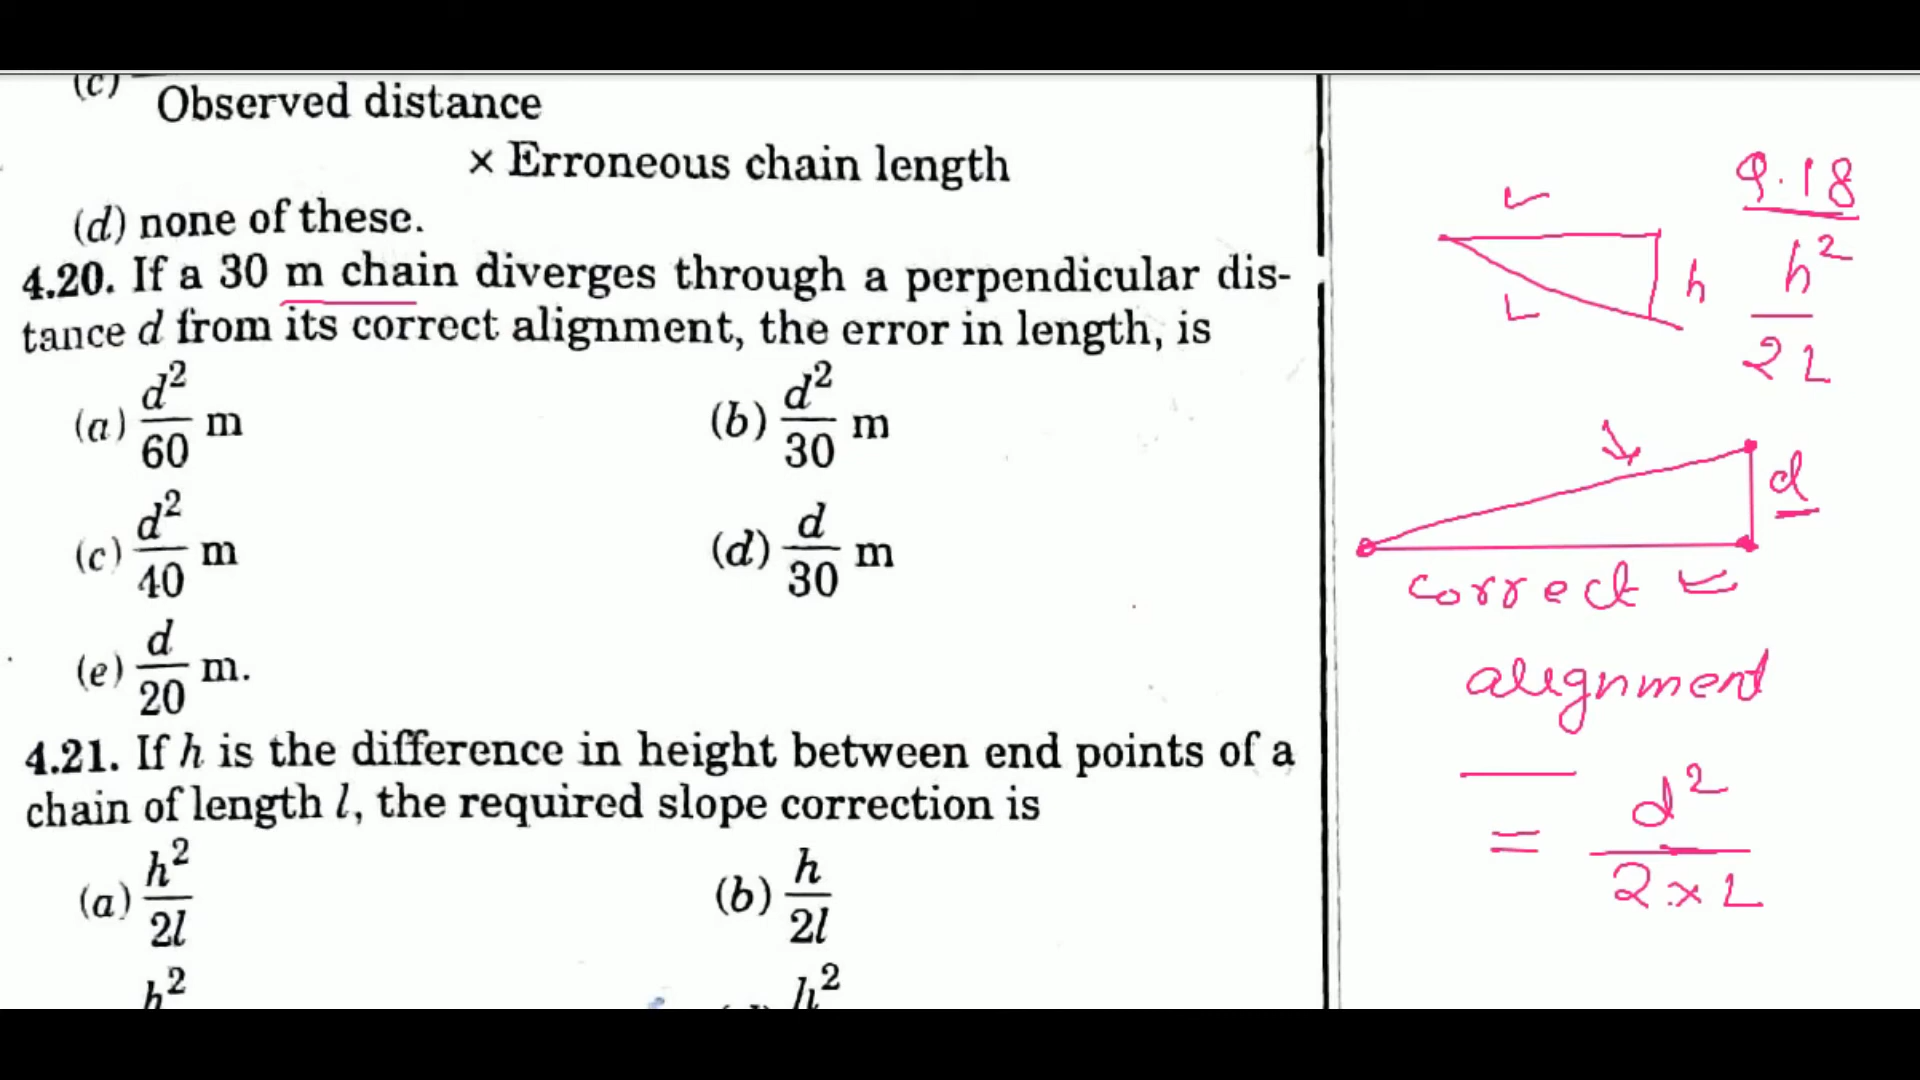 (c)
Observed distance
× Erroneous chain length
(d) none of these.
4.20. If a 30 m chain diverges through a perpendicular dis-
tance d from its correct alignment, the error in length, is
(a) d²/60 m (b) d²/30 m
(c) d²/40 m (d) d/30 m
(e) d/20 m.
4.21. If h is the difference in height between end points of a
chain of length l, the required slope correction is
(a) h²/2l (b) h/2l
h² h²
9.18
h
h²/2L
L
d
correct
alignment
= d²/2×L